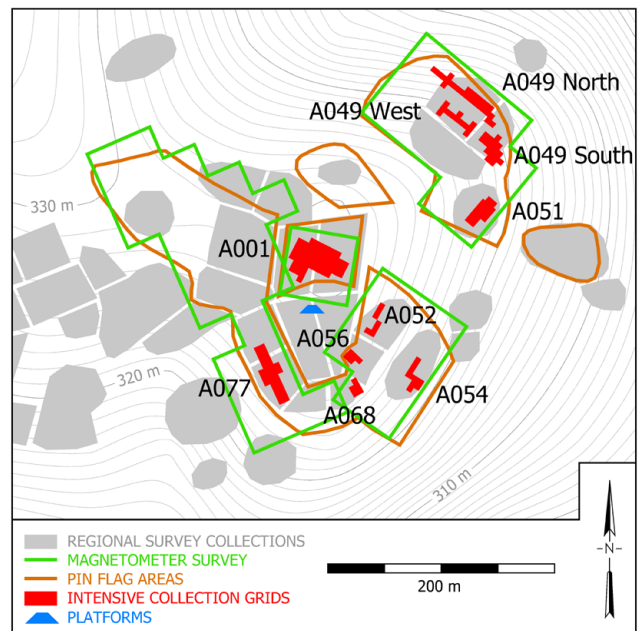 A049 North
A049 West
A049 South
330 m
A051
A001
A052
A056
320 m
A077
A054
A068
310 m
REGIONAL SURVEY COLLECTIONS
MAGNETOMETER SURVEY
PIN FLAG AREAS
INTENSIVE COLLECTION GRIDS
PLATFORMS
200 m
-N-